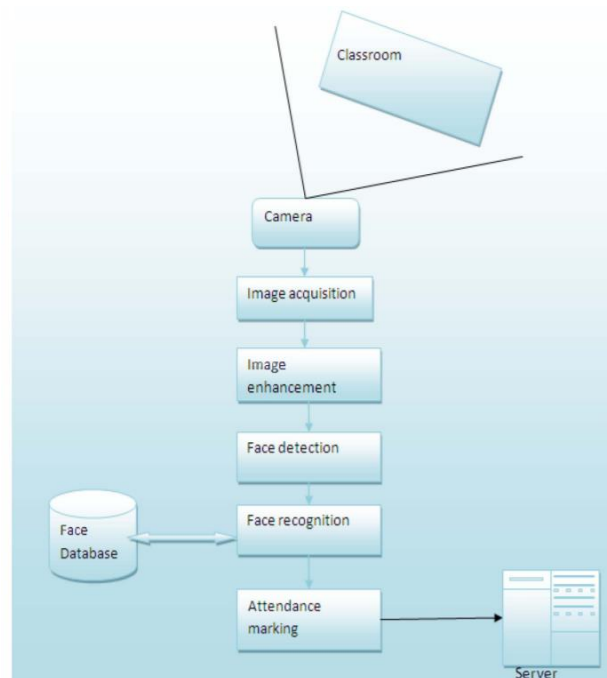 Classroom
Camera
Image acquisition
Image
enhancement
Face detection
Face recognition
Face
Database
Attendance
marking
Server